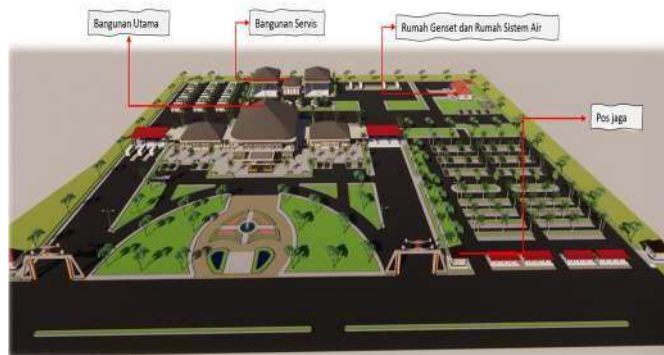 Bangunan Utama
Bangunan Servis
Rumah Genset dan Rumah Sistem Air
Pos jaga